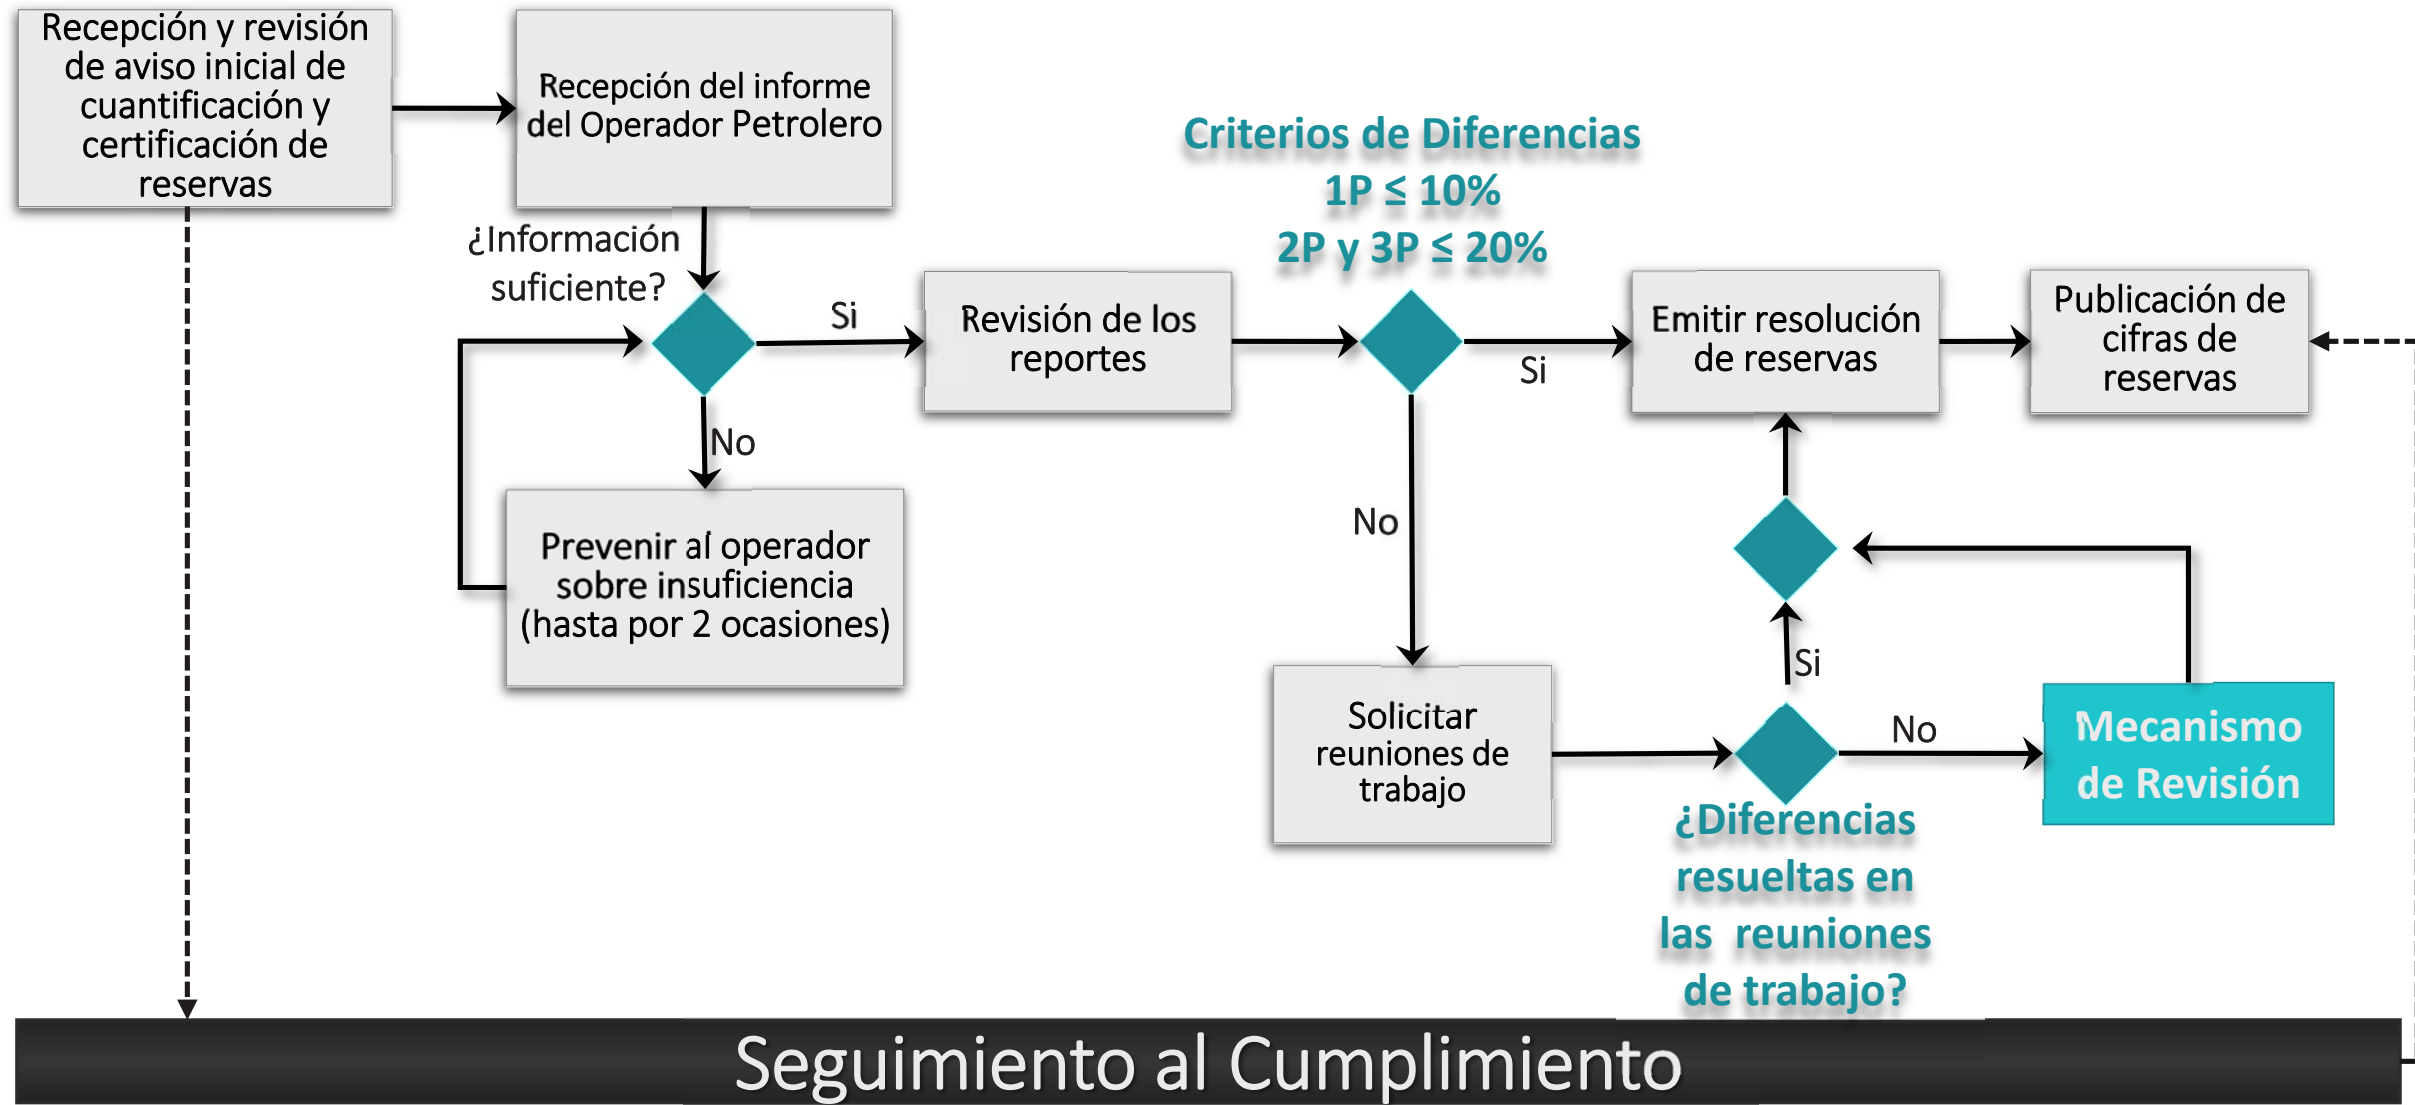 Recepción y revisión
de aviso inicial de
cuantificación y
certificación de
reservas
Recepción del informe
del Operador Petrolero
¿Información
suficiente?
Si
No
Prevenir al operador
sobre insuficiencia
(hasta por 2 ocasiones)
Revisión de los
reportes
Criterios de Diferencias
1P ≤ 10%
2P y 3P ≤ 20%
Si
No
Emitir resolución
de reservas
Publicación de
cifras de
reservas
Solicitar
reuniones de
trabajo
Si
No
Mecanismo
de Revisión
¿Diferencias
resueltas en
las reuniones
de trabajo?
Seguimiento al Cumplimiento